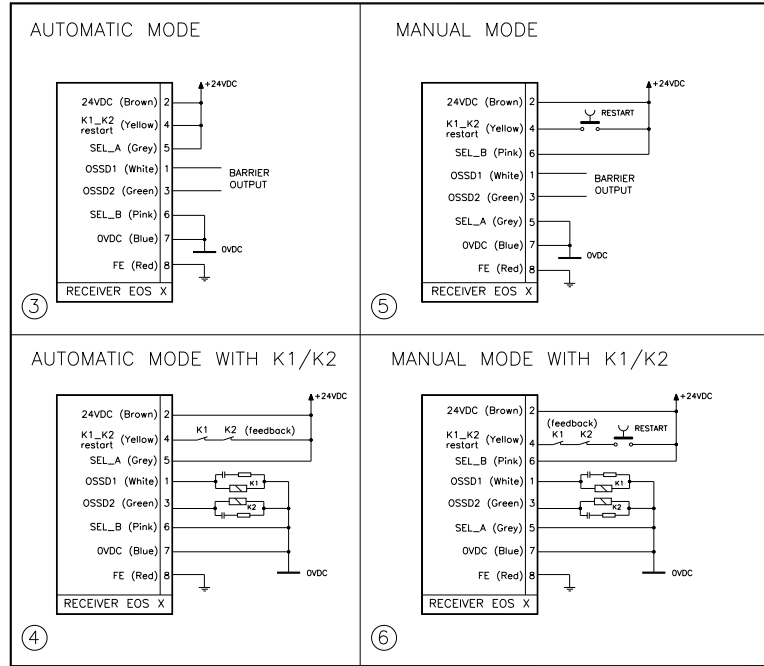 AUTOMATIC MODE
+24VDC
24VDC (Brown) 2
K1_K2 restart (Yellow) 4
SEL_A (Grey) 5
OSSD1 (White) 1
BARRIER OUTPUT
OSSD2 (Green) 3
SEL_B (Pink) 6
0VDC (Blue) 7
0VDC
FE (Red) 8
RECEIVER EOS X
3
MANUAL MODE
+24VDC
24VDC (Brown) 2
RESTART
K1_K2 restart (Yellow) 4
SEL_B (Pink) 6
OSSD1 (White) 1
BARRIER OUTPUT
OSSD2 (Green) 3
SEL_A (Grey) 5
0VDC (Blue) 7
0VDC
FE (Red) 8
RECEIVER EOS X
5
AUTOMATIC MODE WITH K1/K2
+24VDC
24VDC (Brown) 2
K1 K2 (feedback)
K1_K2 restart (Yellow) 4
SEL_A (Grey) 5
OSSD1 (White) 1
K1
OSSD2 (Green) 3
K2
SEL_B (Pink) 6
0VDC (Blue) 7
0VDC
FE (Red) 8
RECEIVER EOS X
4
MANUAL MODE WITH K1/K2
+24VDC
24VDC (Brown) 2
(feedback)
K1 K2 RESTART
K1_K2 restart (Yellow) 4
SEL_B (Pink) 6
OSSD1 (White) 1
K1
OSSD2 (Green) 3
K2
SEL_A (Grey) 5
0VDC (Blue) 7
0VDC
FE (Red) 8
RECEIVER EOS X
6